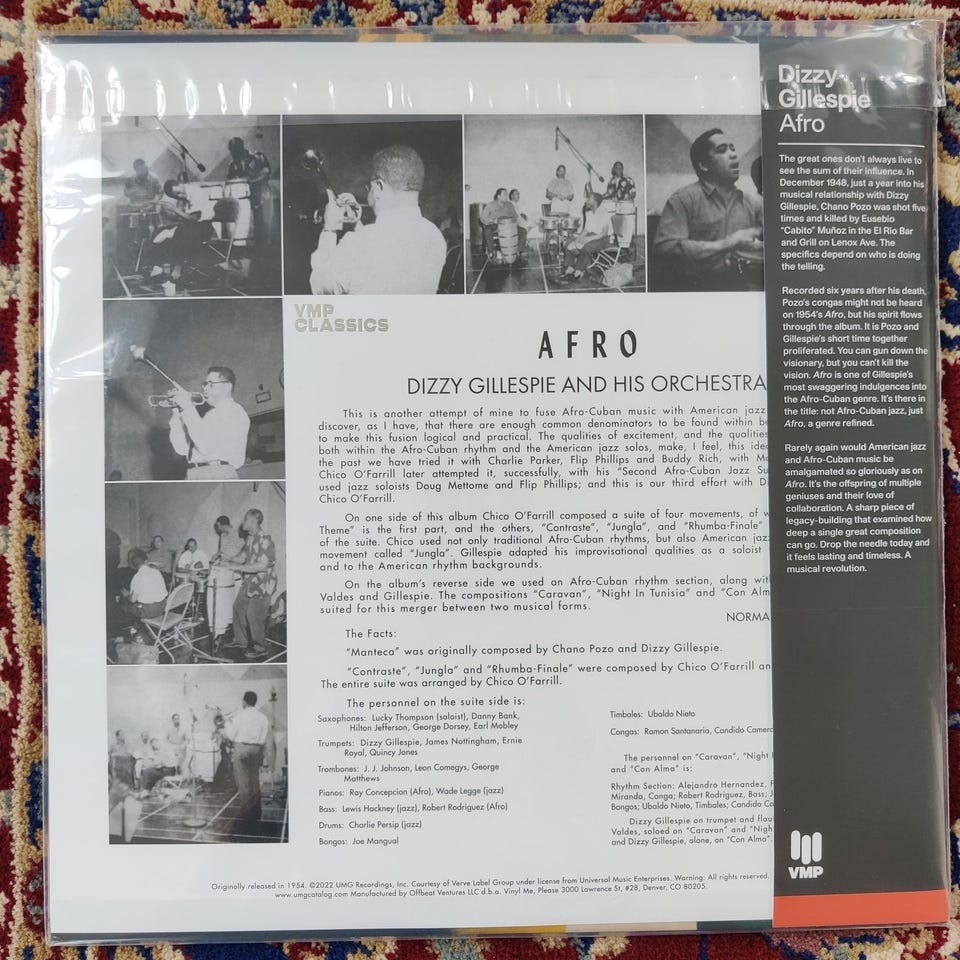 VMP
CLASSICS
AFRO
DIZZY GILLESPIE AND HIS ORCHESTRA
This is another attempt of mine to fuse Afro-Cuban music with American jazz
discover, as I have, that there are enough common denominators to be found within
to make this fusion logical and practical. The qualities of excitement, and the qualities
both within the Afro-Cuban rhythm and the American jazz solos, make, I feel, this
the past we have tried it with Charlie Parker, Flip Phillips and Buddy Rich, with
Chico O'Farrill later attempted it, successfully, with his "Second Afro-Cuban Jazz
used jazz soloists Doug Mettome and Flip Phillips; and this is our third effort with
Chico O'Farrill.
On one side of this album Chico O'Farrill composed a suite of four movements, of
Theme" is the first part, and the others, "Contraste", "Jungla", and "Rhumba-Finale"
of the suite. Chico used not only traditional Afro-Cuban rhythms, but also American
movement called "Jungla". Gillespie adapted his improvisational qualities as a soloist
and to the American rhythm backgrounds.
On the album's reverse side we used an Afro-Cuban rhythm section, along
Valdes and Gillespie. The compositions "Caravan", "Night In Tunisia" and "Con
suited for this merger between two musical forms.
NORMA
The Facts:
"Manteca" was originally composed by Chano Pozo and Dizzy Gillespie.
"Contraste", "Jungla" and "Rhumba-Finale" were composed by Chico O'Farrill
The entire suite was arranged by Chico O'Farrill.
The personnel on the suite side is:
Saxophones: Lucky Thompson (soloist), Danny Bank,
Hilton Jefferson, George Dorsey, Earl Mobley
Trumpets: Dizzy Gillespie, James Nottingham, Ernie
Royal, Quincy Jones
Trombones: J. J. Johnson, Leon Comegys, George
Matthews
Pianos: Ray Concepcion (Afro), Wade Legge (jazz)
Bass: Lewis Hackney (jazz), Robert Rodriguez (Afro)
Drums: Charlie Persip (jazz)
Bongos: Joe Mangual
Timbales: Ubaldo Nieto
Congas: Ramon Santanaria, Candido
The personnel on "Caravan", "Night
and "Con Alma" is:
Rhythm Section: Alejandro Hernandez,
Miranda, Conga; Robert Rodriguez, Bass;
Bongos; Ubaldo Nieto, Timbales; Candido
Dizzy Gillespie on trumpet and
Valdes, soloed on "Caravan" and
and Dizzy Gillespie, alone, on "Con Alma".
Originally released in 1954. ©2022 UMG Recordings, Inc. Courtesy of Verve Label Group under license from Universal Music Enterprises. Warning: All rights reserved.
www.umgcatalog.com Manufactured by Offbeat Ventures LLC d.b.a. Vinyl Me, Please 3000 Lawrence St, #28, Denver, CO 80205.
Dizzy
Gillespie
Afro
The great ones don't always live to
see the sum of their influence. In
December 1948, just a year into his
musical relationship with Dizzy
Gillespie, Chano Pozo was shot five
times and killed by Eusebio
"Cabito" Muñoz in the El Rio Bar
and Grill on Lenox Ave. The
specifics depend on who is doing
the telling.
Recorded six years after his death,
Pozo's congas might not be heard
on 1954's Afro, but his spirit flows
through the album. It is Pozo and
Gillespie's short time together
proliferated. You can gun down the
visionary, but you can't kill the
vision. Afro is one of Gillespie's
most swaggering indulgences into
the Afro-Cuban genre. It's there in
the title: not Afro-Cuban jazz, just
Afro, a genre refined.
Rarely again would American jazz
and Afro-Cuban music be
amalgamated so gloriously as on
Afro. It's the offspring of multiple
geniuses and their love of
collaboration. A sharp piece of
legacy-building that examined how
deep a single great composition
can go. Drop the needle today and
it feels lasting and timeless. A
musical revolution.
VMP